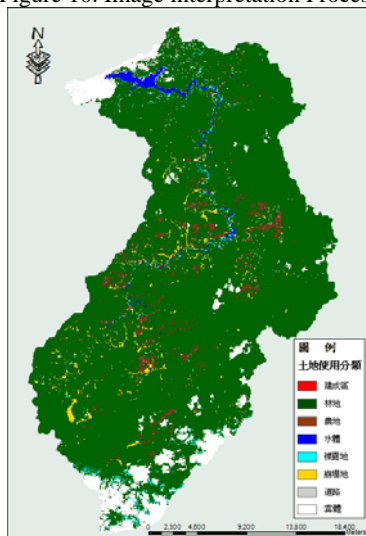 Figure 10. Image Interpretation Proces
N
圖 例
土地使用分類
建成區
林地
農地
水體
裸露地
崩塌地
道路
雲體
0 2,300 4,600 9,200 13,800 18,400
Meters